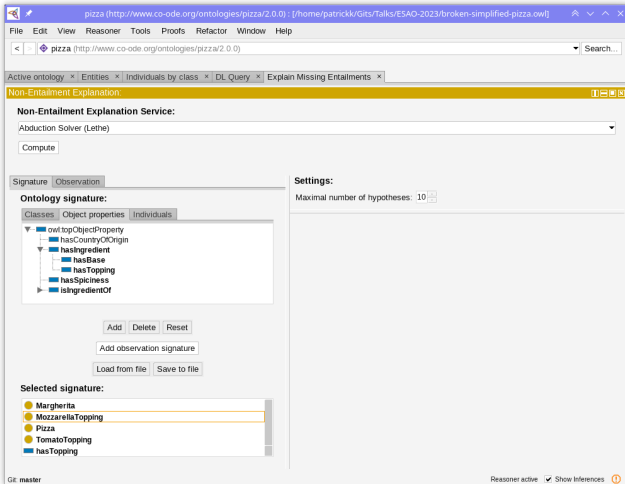 pizza (http://www.co-ode.org/ontologies/pizza/2.0.0) : [/home/patrickk/Gits/Talks/ESAO-2023/broken-simplified-pizza.owl]
File Edit View Reasoner Tools Proofs Refactor Window Help
< > pizza (http://www.co-ode.org/ontologies/pizza/2.0.0) Search...
Active ontology × Entities × Individuals by class × DL Query × Explain Missing Entailments ×
Non-Entailment Explanation:
Non-Entailment Explanation Service:
Abduction Solver (Lethe)
Compute
Signature Observation
Settings:
Ontology signature:
Maximal number of hypotheses: 10
Classes Object properties Individuals
owl:topObjectProperty
hasCountryOfOrigin
hasIngredient
hasBase
hasTopping
hasSpiciness
isIngredientOf
Add Delete Reset
Add observation signature
Load from file Save to file
Selected signature:
Margherita
MozzarellaTopping
Pizza
TomatoTopping
hasTopping
Git: master
Reasoner active Show Inferences